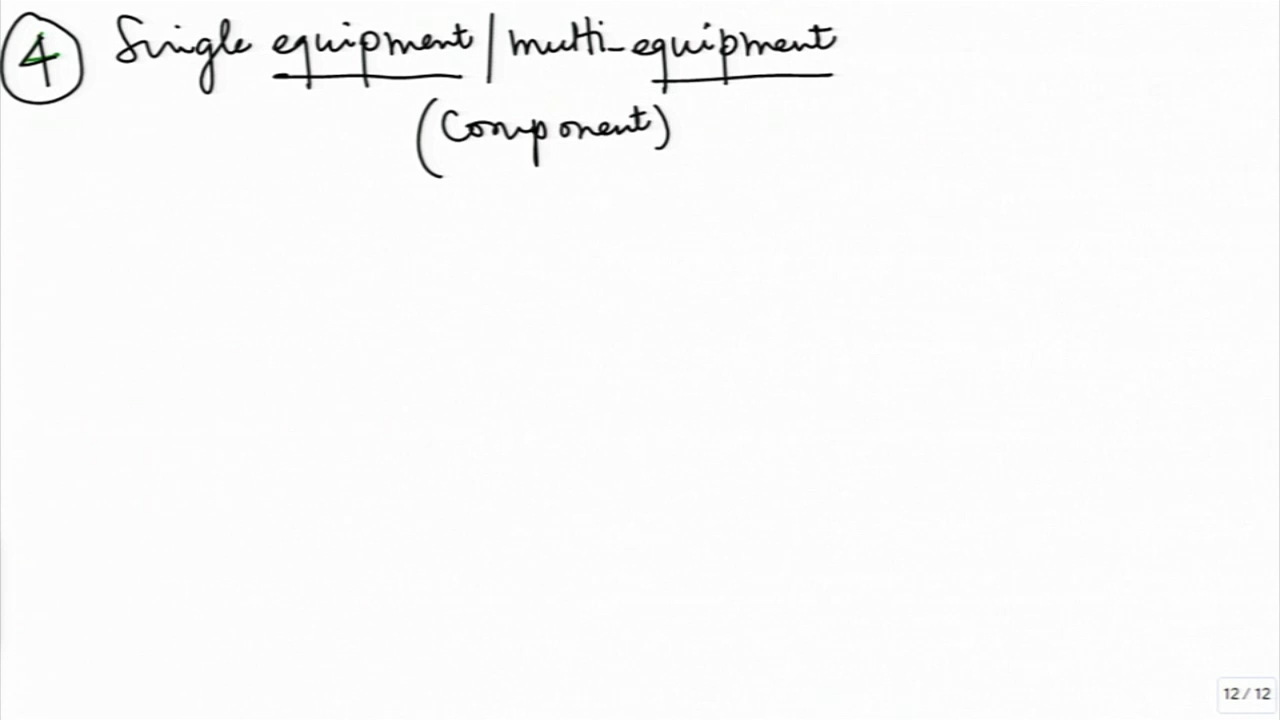 ④ Single equipment / multi-equipment
(Component)
12 / 12